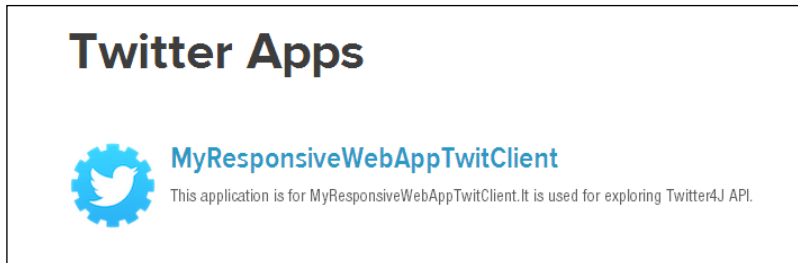 Twitter Apps
MyResponsiveWebAppTwitClient
This application is for MyResponsiveWebAppTwitClient.It is used for exploring Twitter4J API.